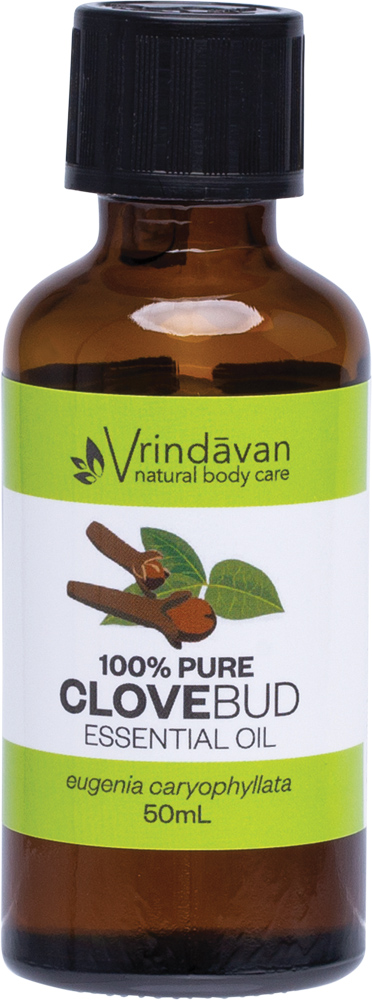 Vrindāvan
natural body care
100% PURE
CLOVEBUD
ESSENTIAL OIL
eugenia caryophyllata
50mL